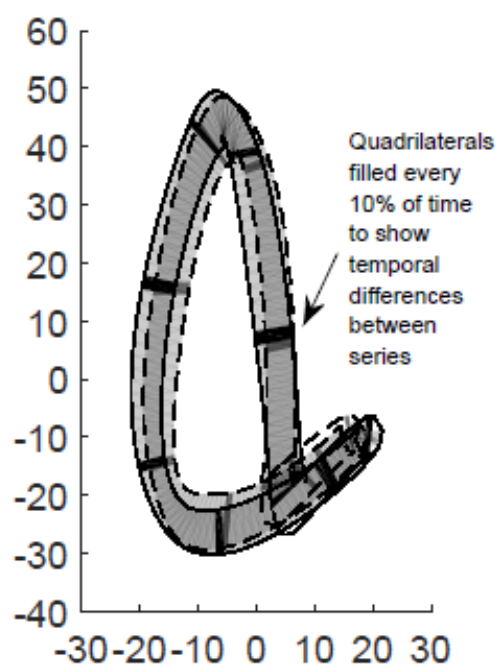 60
50
40
30
20
10
0
-10
-20
-30
-40
Quadrilaterals
filled every
10% of time
to show
temporal
differences
between
series
-30 -20 -10 0 10 20 30